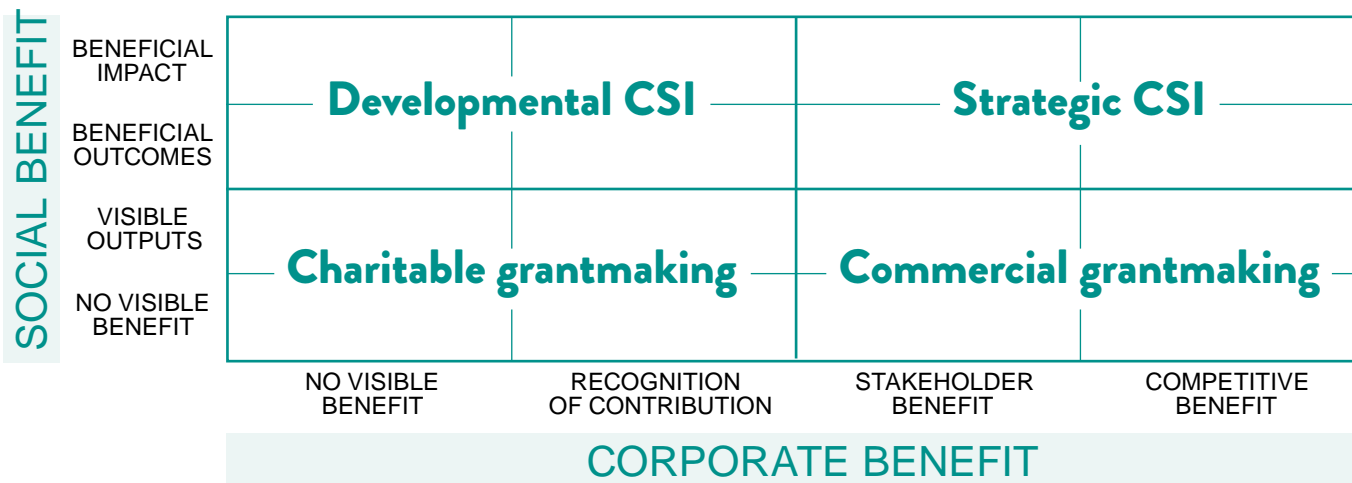 SOCIAL BENEFIT
BENEFICIAL
IMPACT
BENEFICIAL
OUTCOMES
VISIBLE
OUTPUTS
NO VISIBLE
BENEFIT
Developmental CSI
Strategic CSI
Charitable grantmaking
Commercial grantmaking
NO VISIBLE
BENEFIT
RECOGNITION
OF CONTRIBUTION
STAKEHOLDER
BENEFIT
COMPETITIVE
BENEFIT
CORPORATE BENEFIT